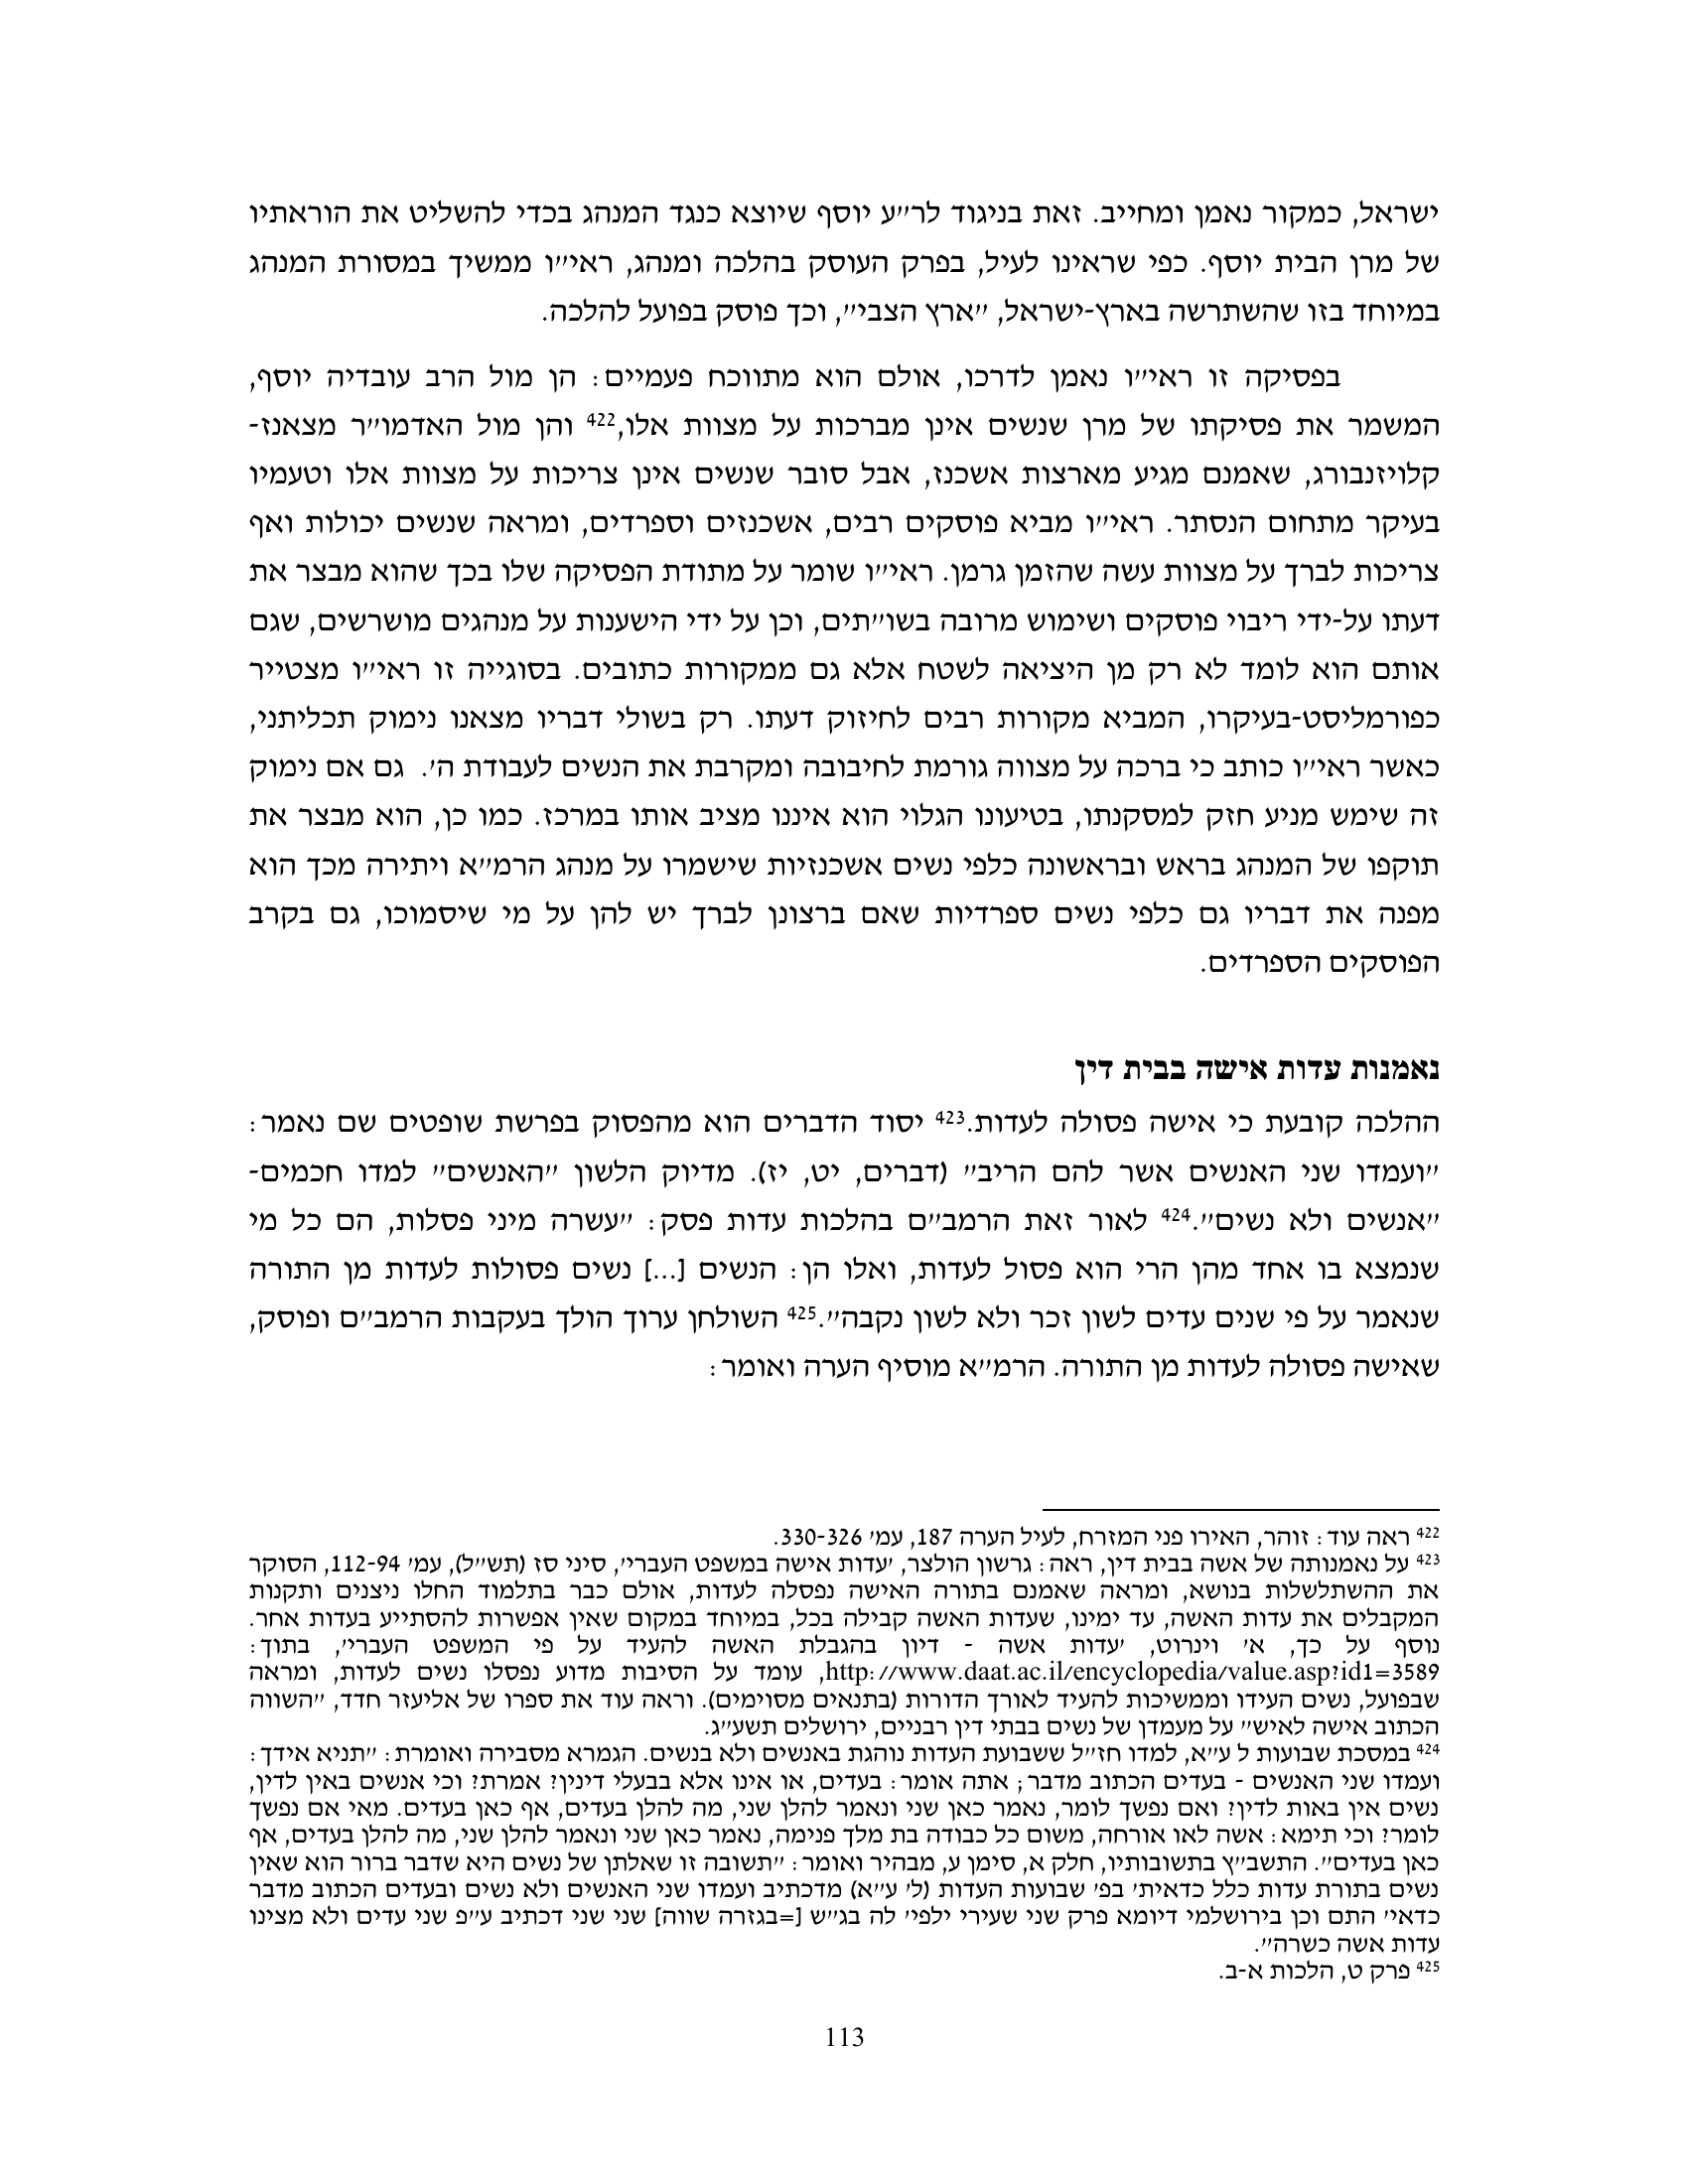 ישראל, כמקור נאמן ומחייב. זאת בניגוד לר״ע יוסף שיוצא כנגד המנהג בכדי להשליט את הוראתיו
של מרן הבית יוסף. כפי שראינו לעיל, בפרק העוסק בהלכה ומנהג, ראי״ו ממשיך במסורת המנהג
במיוחד בזו שהשתרשה בארץ-ישראל, ״ארץ הצבי״, וכך פוסק בפועל להלכה.
בפסיקה זו ראי״ו נאמן לדרכו, אולם הוא מתווכח פעמיים: הן מול הרב עובדיה יוסף,
המשמר את פסיקתו של מרן שנשים אינן מברכות על מצוות אלו,422 והן מול האדמו״ר מצאנז-
קלויזנבורג, שאמנם מגיע מארצות אשכנז, אבל סובר שנשים אינן צריכות על מצוות אלו וטעמיו
בעיקר מתחום הנסתר. ראי״ו מביא פוסקים רבים, אשכנזים וספרדים, ומראה שנשים יכולות ואף
צריכות לברך על מצוות עשה שהזמן גרמן. ראי״ו שומר על מתודת הפסיקה שלו בכך שהוא מבצר את
דעתו על-ידי ריבוי פוסקים ושימוש מרובה בשו״תים, וכן על ידי הישענות על מנהגים מושרשים, שגם
אותם הוא לומד לא רק מן היציאה לשטח אלא גם ממקורות כתובים. בסוגייה זו ראי״ו מצטייר
כפורמליסט-בעיקרו, המביא מקורות רבים לחיזוק דעתו. רק בשולי דבריו מצאנו נימוק תכליתני,
כאשר ראי״ו כותב כי ברכה על מצווה גורמת לחיבובה ומקרבת את הנשים לעבודת ה׳. גם אם נימוק
זה שימש מניע חזק למסקנתו, בטיעונו הגלוי הוא איננו מציב אותו במרכז. כמו כן, הוא מבצר את
תוקפו של המנהג בראש ובראשונה כלפי נשים אשכנזיות שישמרו על מנהג הרמ״א ויתירה מכך הוא
מפנה את דבריו גם כלפי נשים ספרדיות שאם ברצונן לברך יש להן על מי שיסמוכו, גם בקרב
הפוסקים הספרדים.
נאמנות עדות אישה בבית דין
ההלכה קובעת כי אישה פסולה לעדות.423 יסוד הדברים הוא מהפסוק בפרשת שופטים שם נאמר:
״ועמדו שני האנשים אשר להם הריב״ (דברים, יט, יז). מדיוק הלשון ״האנשים״ למדו חכמים-
״אנשים ולא נשים״.424 לאור זאת הרמב״ם בהלכות עדות פסק: ״עשרה מיני פסלות, הם כל מי
שנמצא בו אחד מהן הרי הוא פסול לעדות, ואלו הן: הנשים [...] נשים פסולות לעדות מן התורה
שנאמר על פי שנים עדים לשון זכר ולא לשון נקבה״.425 השולחן ערוך הולך בעקבות הרמב״ם ופוסק,
שאישה פסולה לעדות מן התורה. הרמ״א מוסיף הערה ואומר:
422 ראה עוד: זוהר, האירו פני המזרח, לעיל הערה 187, עמ׳ 330-326.
423 על נאמנותה של אשה בבית דין, ראה: גרשון הולצר, ׳עדות אישה במשפט העברי׳, סיני סז (תש״ל), עמ׳ 112-94, הסוקר
את ההשתלשלות בנושא, ומראה שאמנם בתורה האישה נפסלה לעדות, אולם כבר בתלמוד החלו ניצנים ותקנות
המקבלים את עדות האשה, עד ימינו, שעדות האשה קבילה בכל, במיוחד במקום שאין אפשרות להסתייע בעדות אחר.
נוסף על כך, א׳ וינרוט, ׳עדות אשה - דיון בהגבלת האשה להעיד על פי המשפט העברי׳, בתוך:
http://www.daat.ac.il/encyclopedia/value.asp?id1=3589, עומד על הסיבות מדוע נפסלו נשים לעדות, ומראה
שבפועל, נשים העידו וממשיכות להעיד לאורך הדורות (בתנאים מסוימים). וראה עוד את ספרו של אליעזר חדד, ״השווה
הכתוב אישה לאיש״ על מעמדן של נשים בבתי דין רבניים, ירושלים תשע״ג.
424 במסכת שבועות ל ע״א, למדו חז״ל ששבועת העדות נוהגת באנשים ולא בנשים. הגמרא מסבירה ואומרת: ״תניא אידך:
ועמדו שני האנשים - בעדים הכתוב מדבר; אתה אומר: בעדים, או אינו אלא בבעלי דינין? אמרת? וכי אנשים באין לדין,
נשים אין באות לדין? ואם נפשך לומר, נאמר כאן שני ונאמר להלן שני, מה להלן בעדים, אף כאן בעדים. מאי אם נפשך
לומר? וכי תימא: אשה לאו אורחה, משום כל כבודה בת מלך פנימה, נאמר כאן שני ונאמר להלן שני, מה להלן בעדים, אף
כאן בעדים״. התשב״ץ בתשובותיו, חלק א, סימן ע, מבהיר ואומר: ״תשובה זו שאלתן של נשים היא שדבר ברור הוא שאין
נשים בתורת עדות כלל כדאית׳ בפ׳ שבועות העדות (ל׳ ע״א) מדכתיב ועמדו שני האנשים ולא נשים ובעדים הכתוב מדבר
כדאי׳ התם וכן בירושלמי דיומא פרק שני שעירי ילפי׳ לה בג״ש [=בגזרה שווה] שני שני דכתיב ע״פ שני עדים ולא מצינו
עדות אשה כשרה״.
425 פרק ט, הלכות א-ב.
113